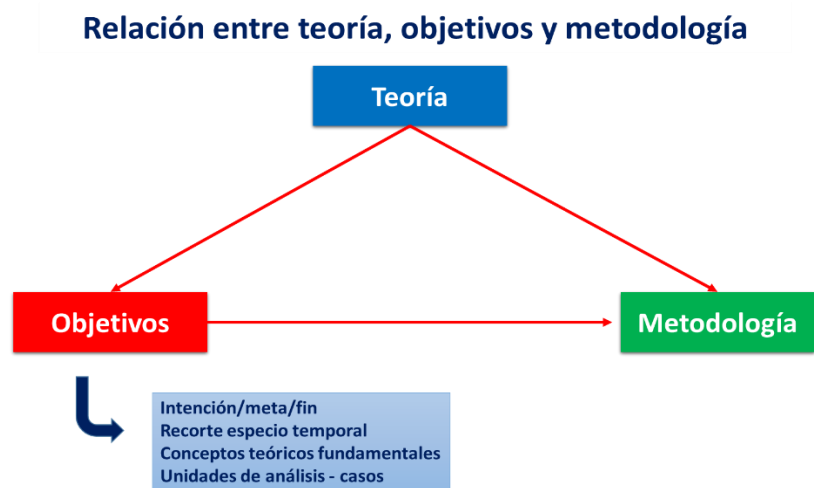 Relación entre teoría, objetivos y metodología
Teoría
Objetivos
Metodología
Intención/meta/fin
Recorte especio temporal
Conceptos teóricos fundamentales
Unidades de análisis - casos